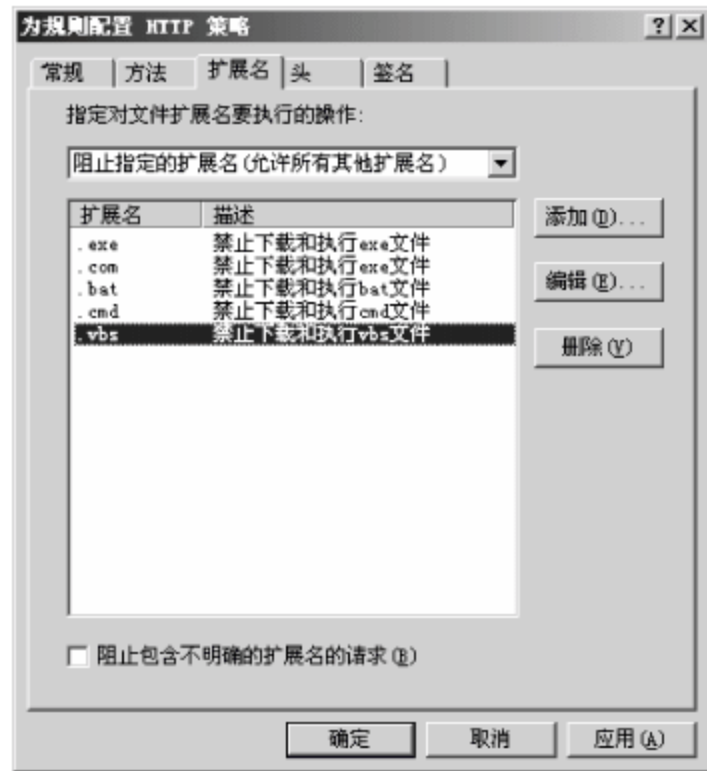 为规则配置 HTTP 策略
常规 方法 扩展名 头 签名
指定对文件扩展名要执行的操作:
阻止指定的扩展名(允许所有其他扩展名)
扩展名 描述
.exe 禁止下载和执行exe文件
.com 禁止下载和执行exe文件
.bat 禁止下载和执行bat文件
.cmd 禁止下载和执行cmd文件
.vbs 禁止下载和执行vbs文件
添加(D)...
编辑(E)...
删除(V)
阻止包含不明确的扩展名的请求(B)
确定 取消 应用(A)